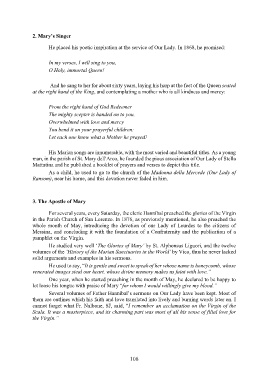 2. Mary's Singer
He placed his poetic inspiration at the service of Our Lady. In 1868, he promised:
In my verses, I will sing to you,
O Holy, immortal Queen!
And he sang to her for about sixty years, laying his harp at the feet of the Queen seated
at the right hand of the King, and contemplating a mother who is all kindness and mercy:
From the right hand of God Redeemer
The mighty scepter is handed on to you.
Overwhelmed with love and mercy
You bend it on your prayerful children:
Let each one know what a Mother he prayed!
His Marian songs are innumerable, with the most varied and beautiful titles. As a young
man, in the parish of St. Mary dell'Arco, he founded the pious association of Our Lady of Stella
Mattutina and he published a booklet of prayers and verses to depict this title.
As a child, he used to go to the church of the Madonna della Mercede (Our Lady of
Ransom), near his home, and this devotion never failed in him.
3. The Apostle of Mary
For several years, every Saturday, the cleric Hannibal preached the glories of the Virgin
in the Parish Church of San Lorenzo. In 1876, as previously mentioned, he also preached the
whole month of May, introducing the devotion of our Lady of Lourdes to the citizens of
Messina, and concluding it with the foundation of a Confraternity and the publication of a
pamphlet on the Virgin.
He studied very well "The Glories of Mary" by St. Alphonsus Liguori, and the twelve
volumes of the "History of the Marian Sanctuaries in the World" by Vico, thus he never lacked
solid arguments and examples in his sermons.
He used to say, "It is gentle and sweet to speak of her whose name is honeycomb, whose
venerated images steal our heart, whose divine memory makes us faint with love."
One year, when he started preaching in the month of May, he declared to be happy to
let loose his tongue with praise of Mary "for whom I would willingly give my blood."
Several volumes of Father Hannibal's sermons on Our Lady have been kept. Most of
them are outlines which his faith and love translated into lively and burning words later on. I
cannot forget what Fr. Nalbone, SJ, said, "I remember an acclamation on the Virgin of the
Scala. It was a masterpiece, and its charming part was most of all its sense of filial love for
the Virgin."
108